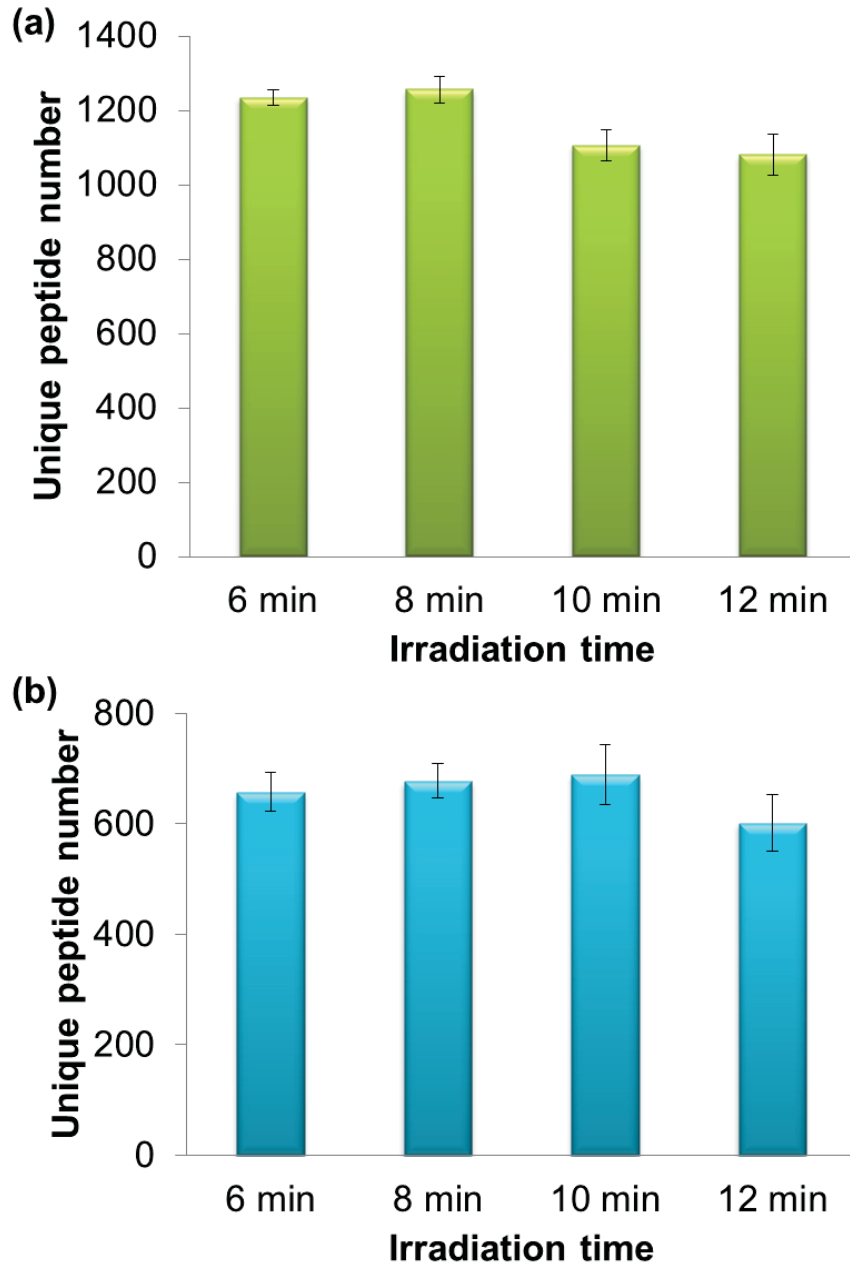 (a)
1400
1200
1000
800
600
400
200
0
Unique peptide number
6 min 8 min 10 min 12 min
Irradiation time
(b)
800
600
400
200
0
Unique peptide number
6 min 8 min 10 min 12 min
Irradiation time